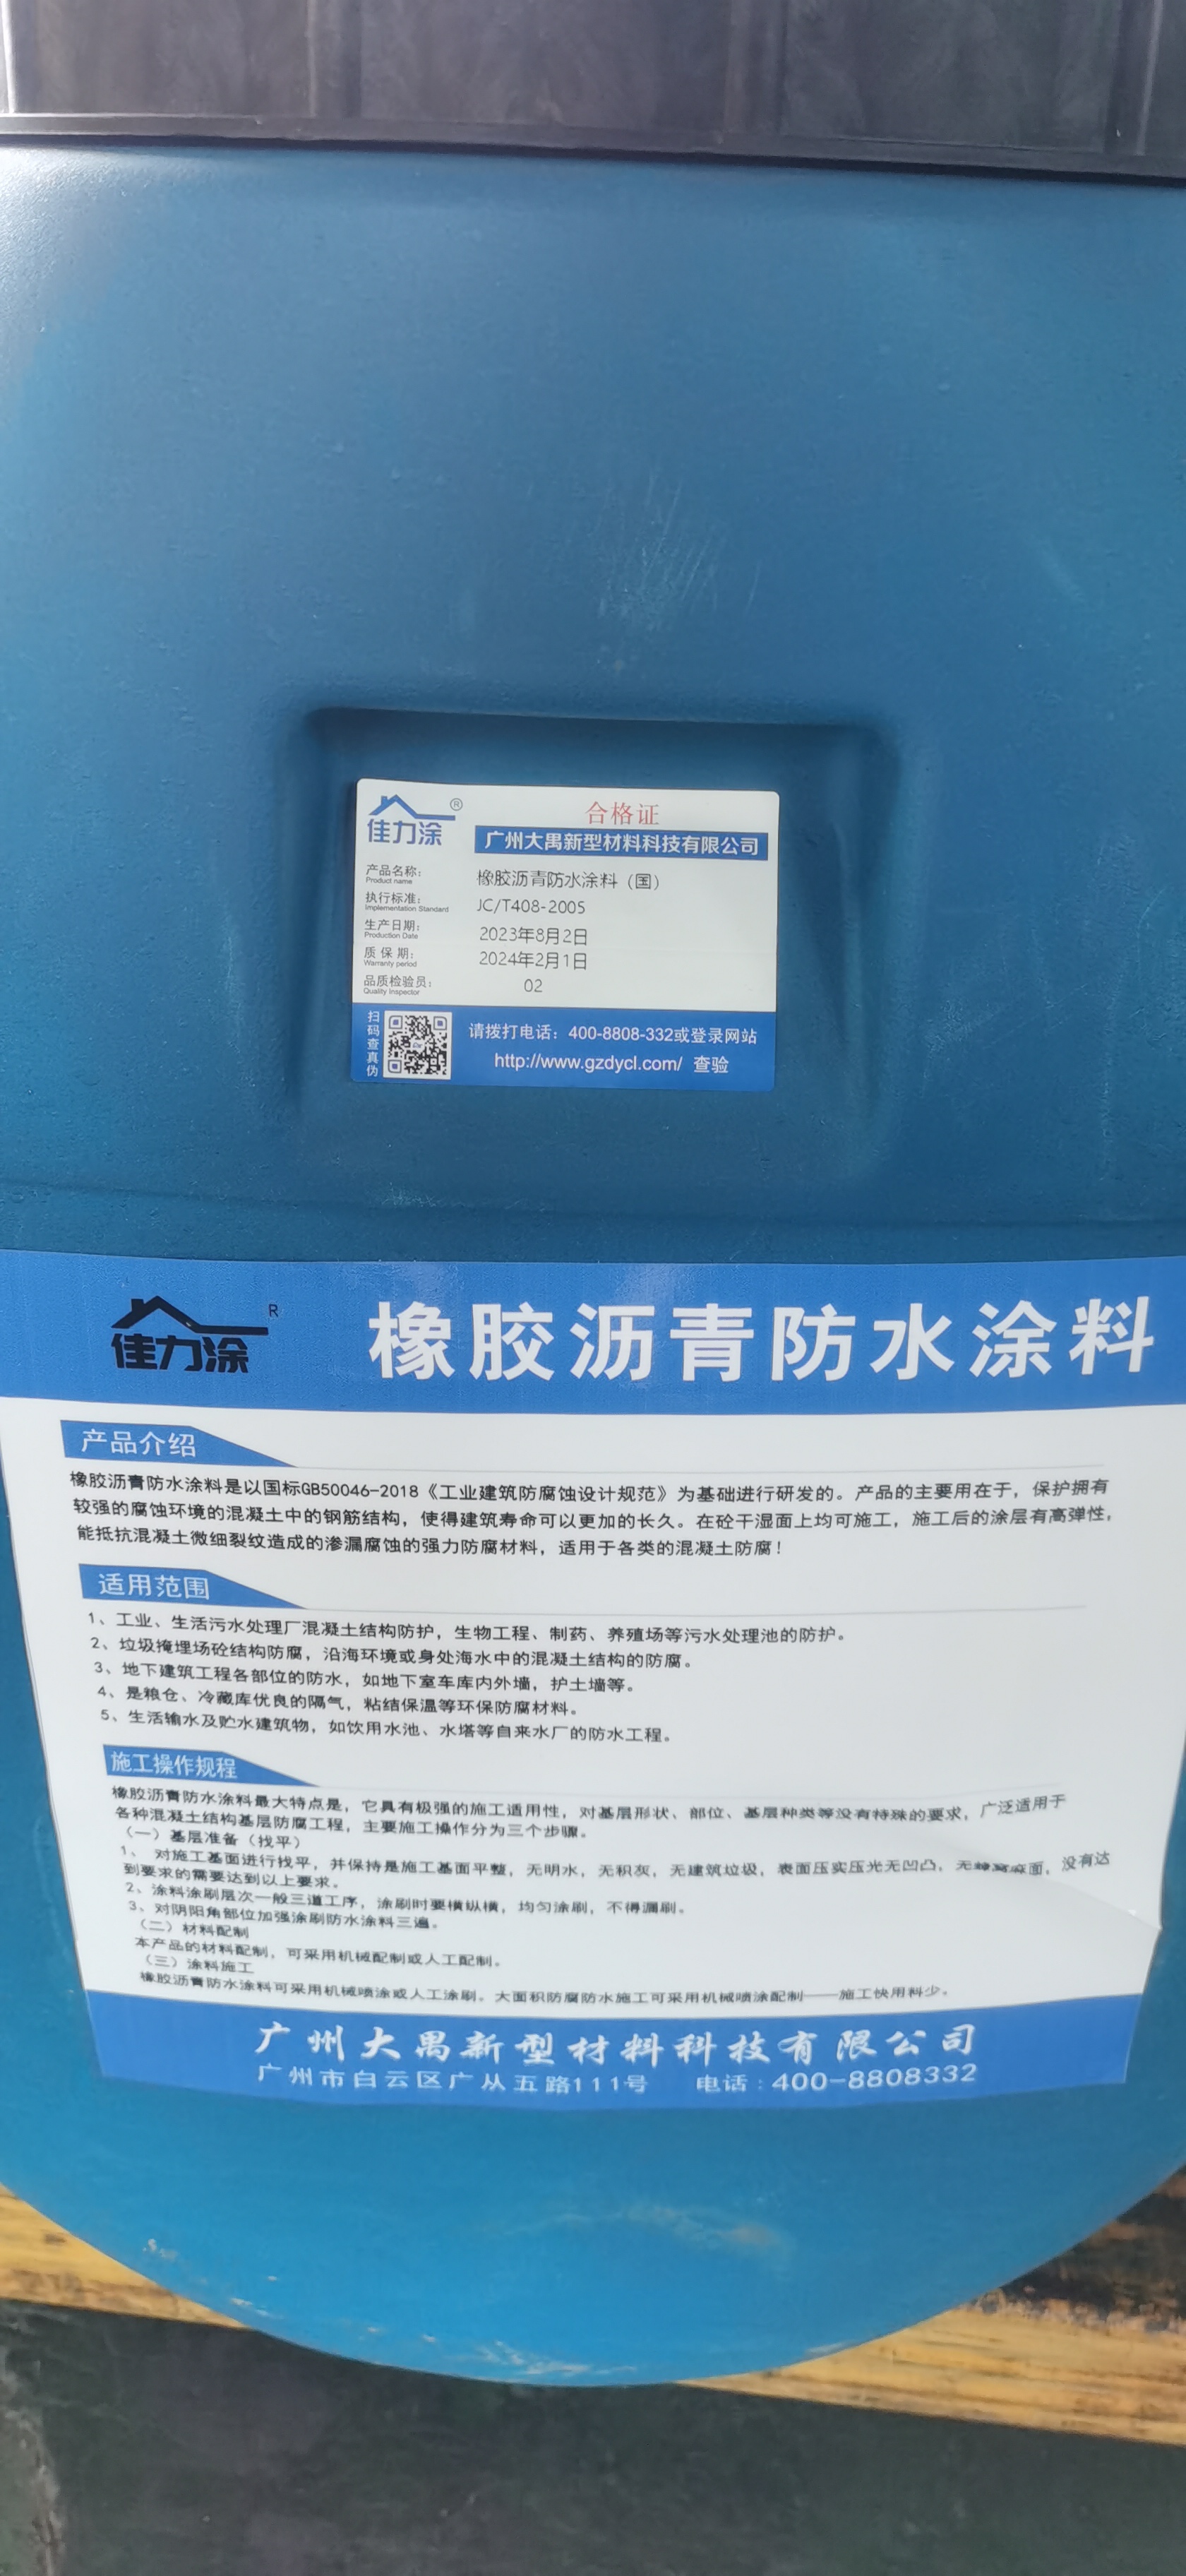 佳力涂®
合格证
广州大禺新型材料科技有限公司
产品名称: 橡胶沥青防水涂料（国）
Product name
执行标准: JC/T408-2005
Implementation Standard
生产日期: 2023年8月2日
Production Date
质保期: 2024年2月1日
Warranty period
品质检验员: 02
Quality Inspector
扫码查真伪
请拨打电话：400-8808-332或登录网站
http://www.gzdycl.com/ 查验
佳力涂 R
橡胶沥青防水涂料
产品介绍
橡胶沥青防水涂料是以国标GB50046-2018《工业建筑防腐蚀设计规范》为基础进行研发的。产品的主要用在于，保护拥有
较强的腐蚀环境的混凝土中的钢筋结构，使得建筑寿命可以更加的长久。在砼干湿面上均可施工，施工后的涂层有高弹性，
能抵抗混凝土微细裂纹造成的渗漏腐蚀的强力防腐材料，适用于各类的混凝土防腐！
适用范围
1、工业、生活污水处理厂混凝土结构防护，生物工程、制药、养殖场等污水处理池的防护。
2、垃圾掩埋场砼结构防腐，沿海环境或身处海水中的混凝土结构的防腐。
3、地下建筑工程各部位的防水，如地下室车库内外墙，护土墙等。
4、是粮仓、冷藏库优良的隔气，粘结保温等环保防腐材料。
5、生活输水及贮水建筑物，如饮用水池、水塔等自来水厂的防水工程。
施工操作规程
橡胶沥青防水涂料最大特点是，它具有极强的施工适用性，对基层形状、部位、基层种类等没有特殊的要求，广泛适用于
各种混凝土结构基层防腐工程，主要施工操作分为三个步骤。
（一）基层准备（找平）
1、 对施工基面进行找平，并保持是施工基面平整，无明水，无积灰，无建筑垃圾，表面压实压光无凹凸，无蜂窝麻面，没有达
到要求的需要达到以上要求。
2、涂料涂刷层次一般三道工序，涂刷时要横纵横，均匀涂刷，不得漏刷。
3、对阴阳角部位加强涂刷防水涂料三遍。
（二）材料配制
本产品的材料配制，可采用机械配制或人工配制。
（三）涂料施工
橡胶沥青防水涂料可采用机械喷涂或人工涂刷。大面积防腐防水施工可采用机械喷涂配制——施工快用料少。
广州大禺新型材料科技有限公司
广州市白云区广从五路111号 电话：400-8808332